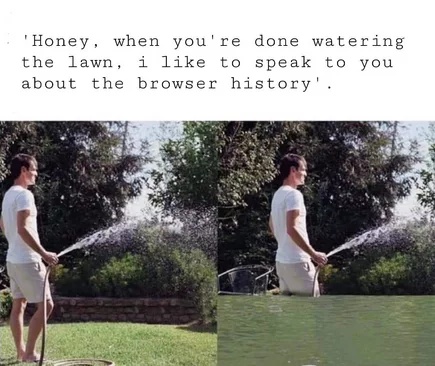 'Honey, when you're done watering
the lawn, i like to speak to you
about the browser history'.